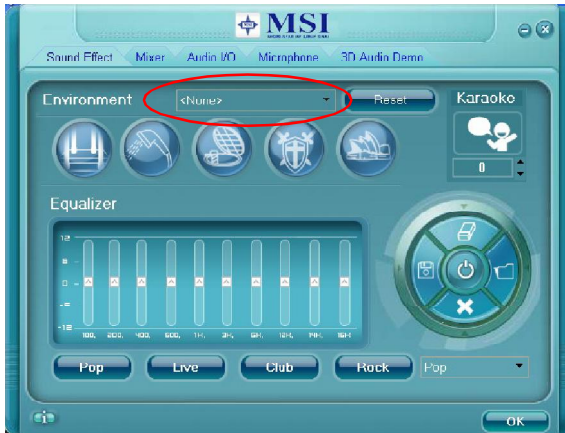 MSI
Sound Effect Mixer Audio I/O Microphone 3D Audio Demo
Environment <None> Reset Karaoke
0
Equalizer
12
8
0
-12
100. 200. 400. 600. 1K. 3K. 6K. 12K. 14K. 16K
Pop Live Club Rock Pop
OK